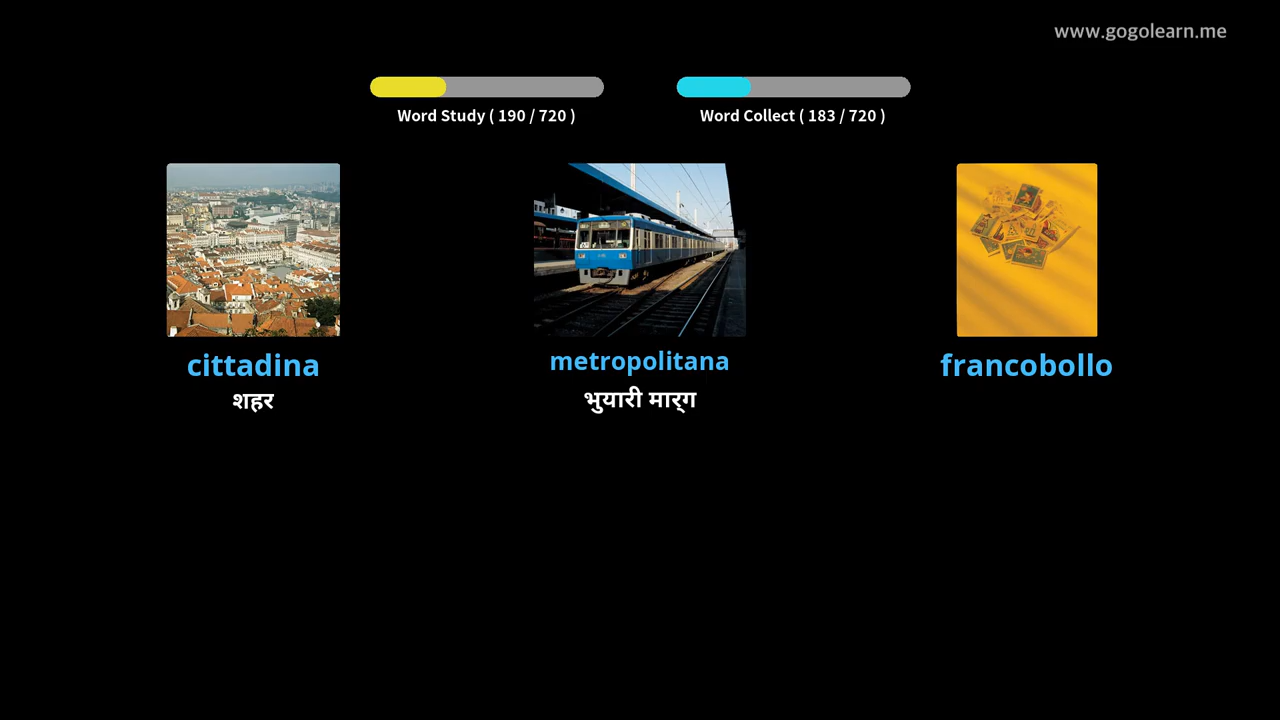 www.gogolearn.me
Word Study ( 190 / 720 )
Word Collect ( 183 / 720 )
cittadina
metropolitana
francobollo
शहर
भुयारी मार्ग